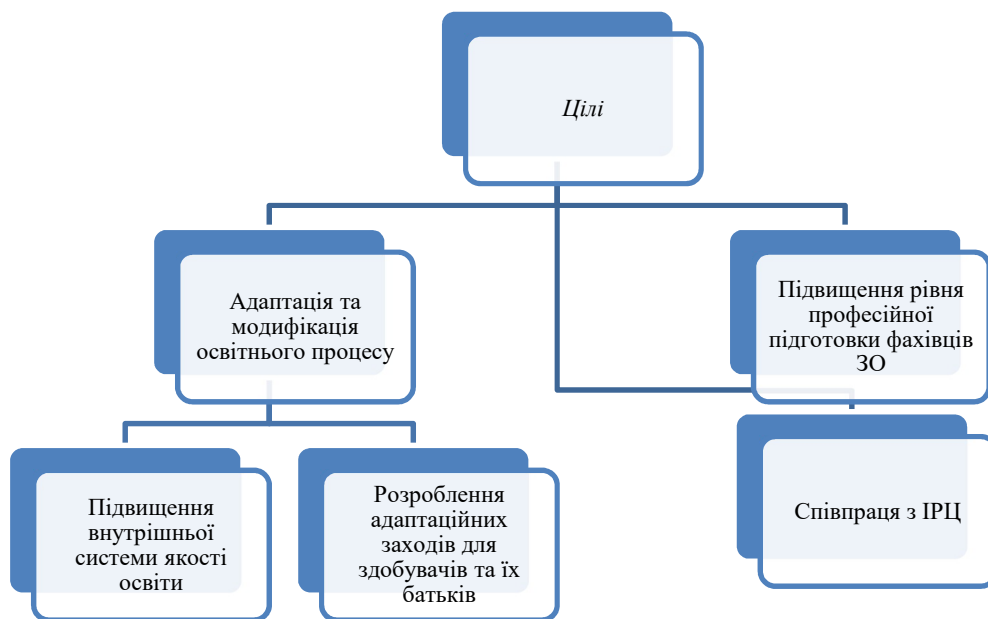 Цілі
Адаптація та
модифікація
освітнього процесу
Підвищення рівня
професійної
підготовки фахівців
ЗО
Підвищення
внутрішньої
системи якості
освіти
Розроблення
адаптаційних
заходів для
здобувачів та їх
батьків
Співпраця з ІРЦ